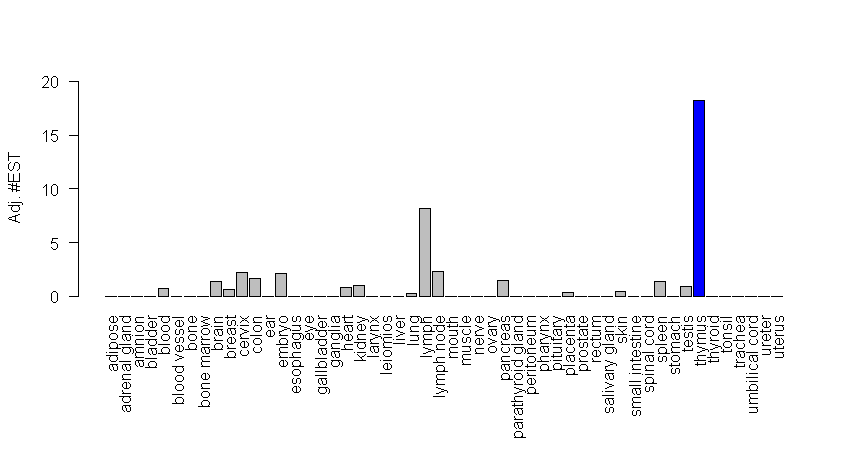 Adj. #EST
20
15
10
5
0
adipose
adrenal gland
amnion
bladder
blood
blood vessel
bone
bone marrow
brain
breast
cervix
colon
ear
embryo
esophagus
eye
gallbladder
ganglia
heart
kidney
larynx
leiomios
liver
lung
lymph
lymph node
mouth
muscle
nerve
ovary
pancreas
parathyroid gland
peritoneum
pharynx
pituitary
placenta
prostate
rectum
salivary gland
skin
small intestine
spinal cord
spleen
stomach
testis
thymus
thyroid
tonsil
trachea
umbilical cord
ureter
uterus